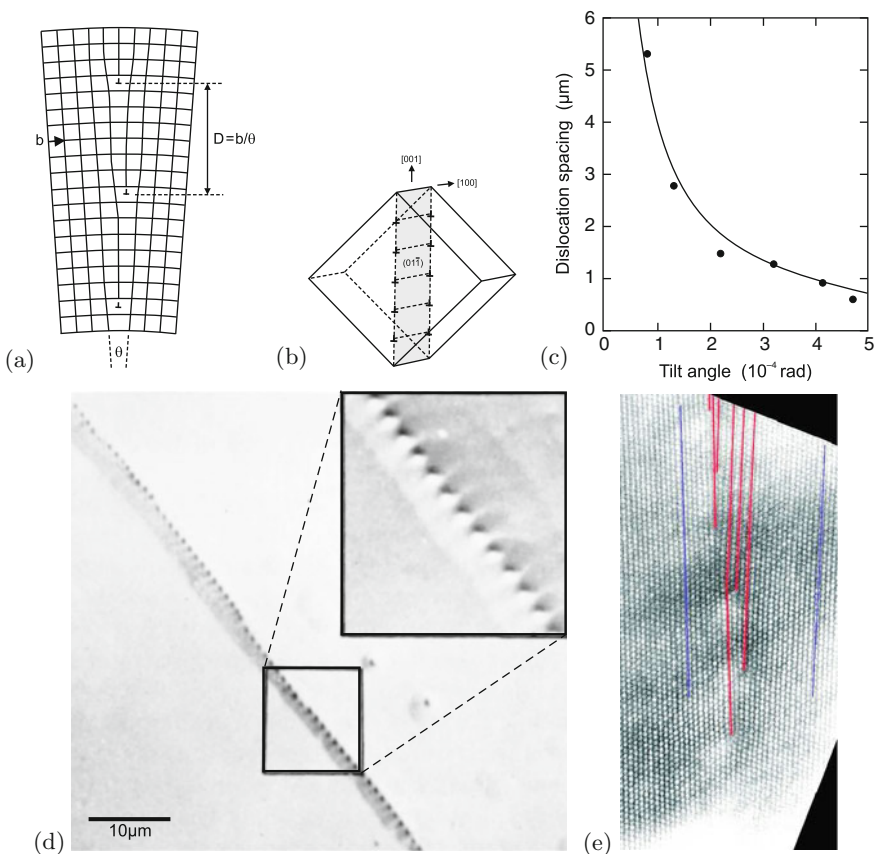 b
D=b/θ
θ
(a)
[001]
[100]
(011̄)
(b)
6
5
4
3
2
1
0
0 1 2 3 4 5
Dislocation spacing (μm)
Tilt angle (10⁻⁴ rad)
(c)
10μm
(d)
(e)